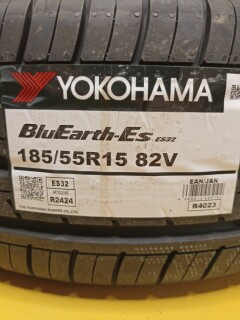 YOKOHAMA
BluEarth-Es ES32
185/55R15 82V
ES32
R2424
EAN/JAN
R4023